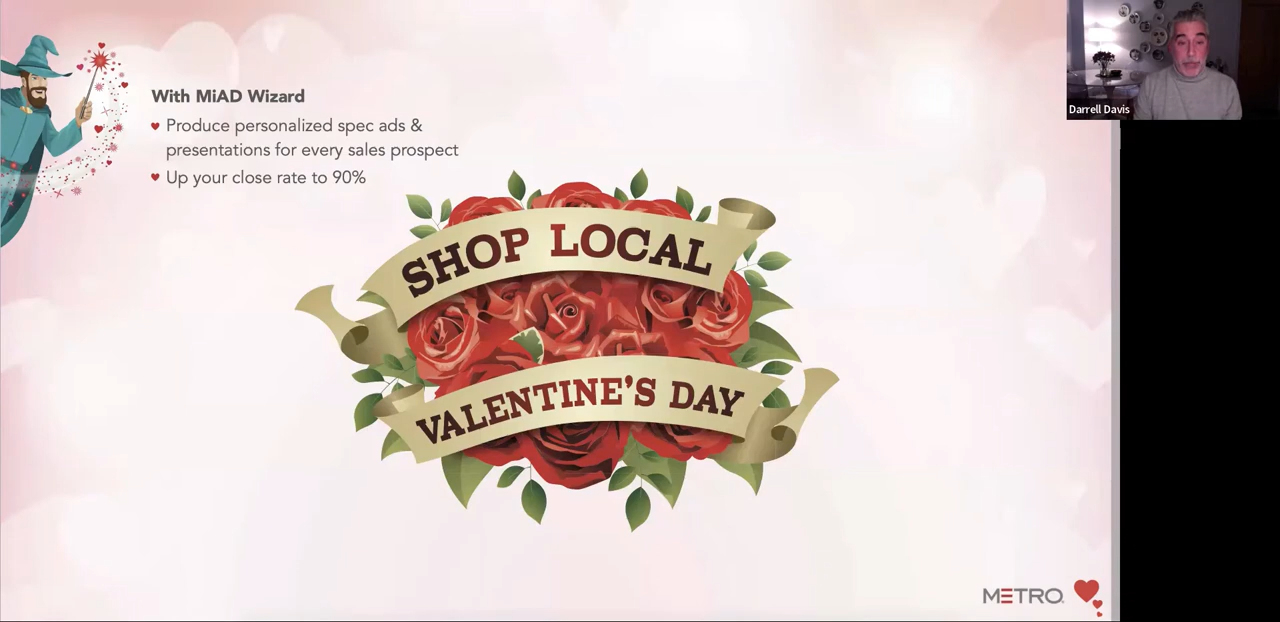 With MiAD Wizard
Produce personalized spec ads &
presentations for every sales prospect
Up your close rate to 90%
SHOP LOCAL
VALENTINE'S DAY
Darrell Davis
METRO